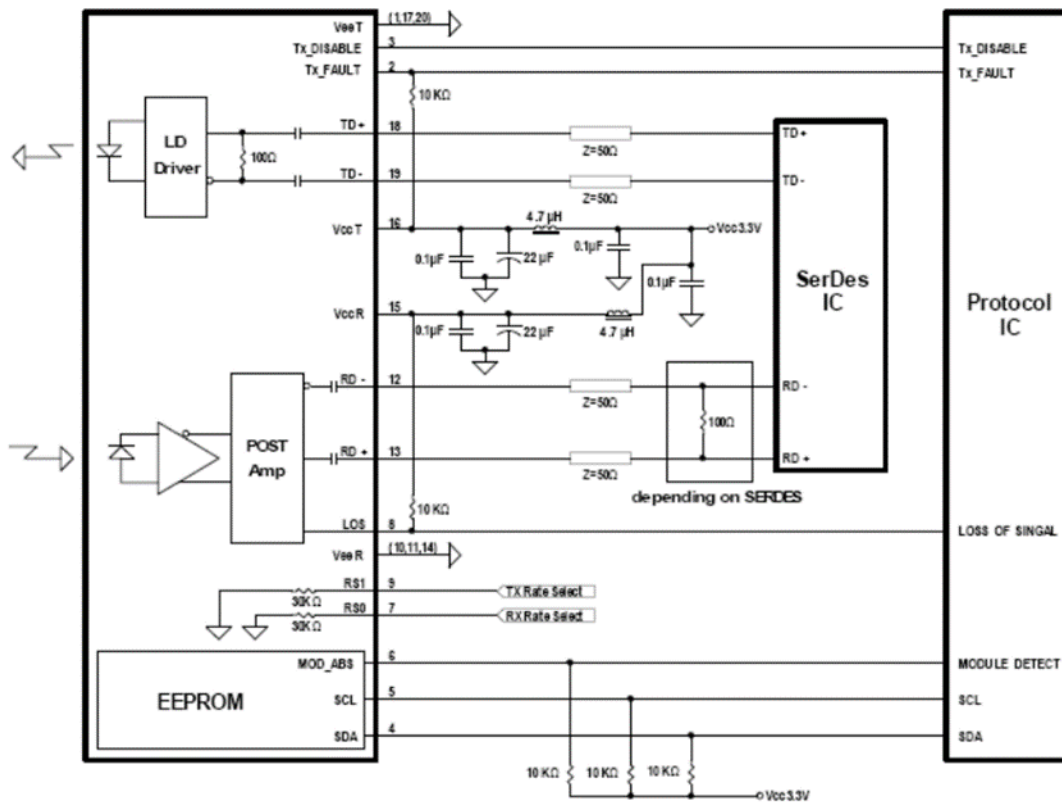 VeeT (1,17,20)
Tx_DISABLE 3 Tx_DISABLE
Tx_FAULT 2 Tx_FAULT
10 KΩ
LD
Driver
100Ω
TD+ 18 Z=50Ω TD+
TD- 19 Z=50Ω TD-
VccT 16 4.7 µH Vcc3.3V
0.1µF 22 µF 0.1µF 0.1µF
SerDes
IC
Protocol
IC
VccR 15
0.1µF 22 µF 4.7 µH
RD - 12 Z=50Ω RD -
100Ω
POST
Amp
RD + 13 Z=50Ω RD +
depending on SERDES
10 KΩ
LOS 8 LOSS OF SINGAL
VeeR (10,11,14)
RS1 9 TX Rate Select
30KΩ
RS0 7 RX Rate Select
30KΩ
MOD_ABS 6 MODULE DETECT
EEPROM
SCL 5 SCL
SDA 4 SDA
10 KΩ 10 KΩ 10 KΩ
Vcc3.3V